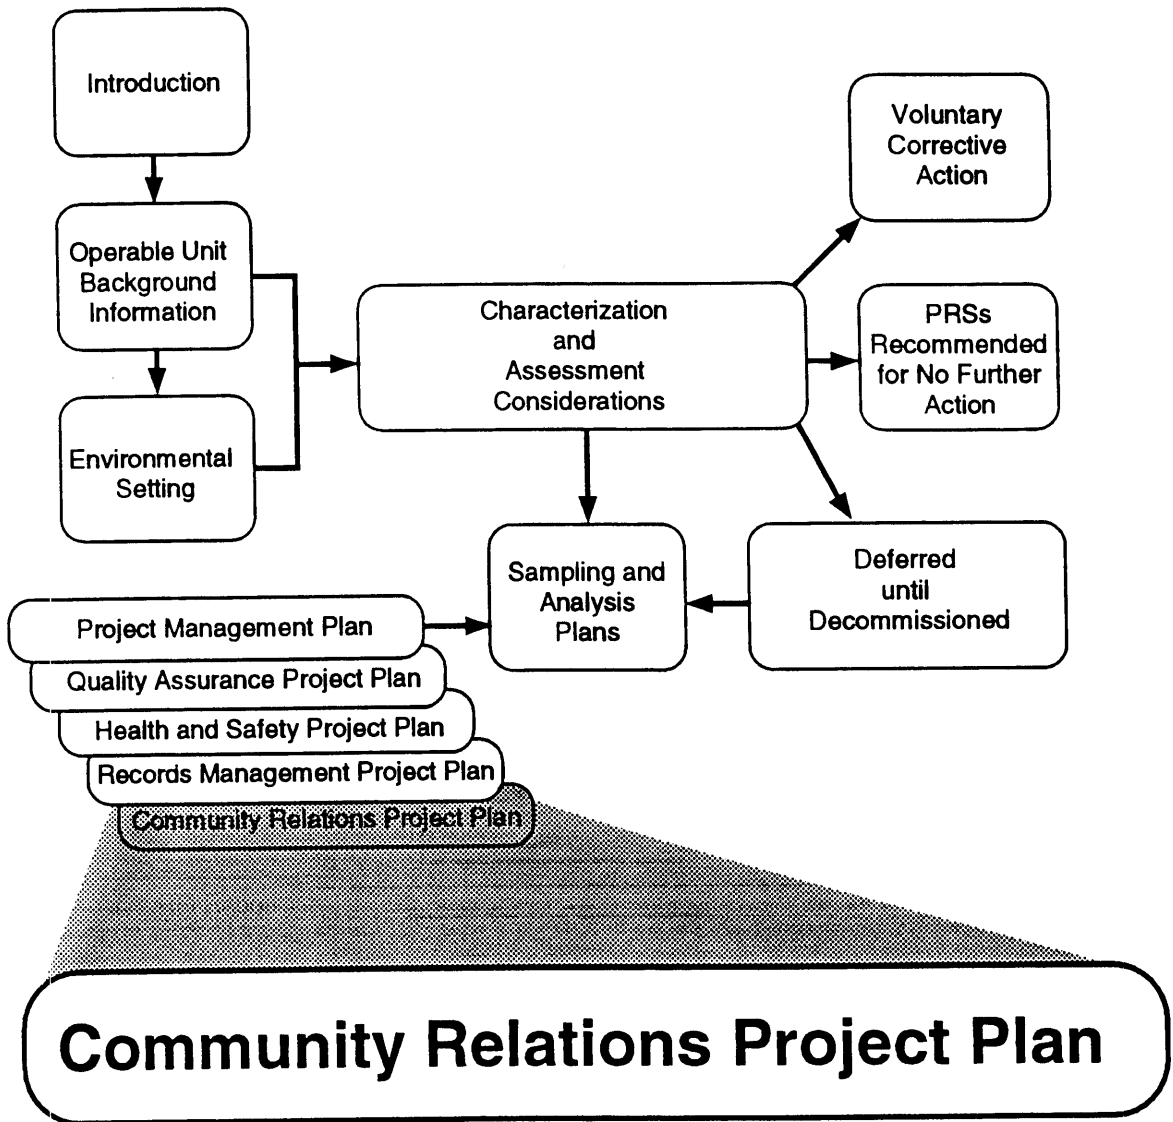 Introduction
Voluntary
Corrective
Action
Operable Unit
Background
Information
Characterization
and
Assessment
Considerations
PRSs
Recommended
for No Further
Action
Environmental
Setting
Sampling and
Analysis
Plans
Deferred
until
Decommissioned
Project Management Plan
Quality Assurance Project Plan
Health and Safety Project Plan
Records Management Project Plan
Community Relations Project Plan
Community Relations Project Plan